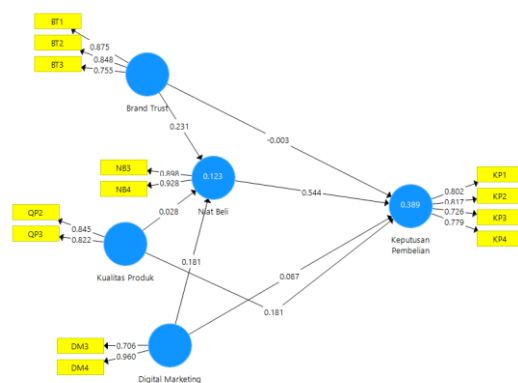 BT1
BT2
BT3
0.875
0.848
0.755
Brand Trust
0.231
-0.003
NB3
NB4
0.898
0.928
0.123
Niat Beli
0.544
QP2
QP3
0.845
0.822
Kualitas Produk
0.028
0.181
0.389
Keputusan
Pembelian
0.802
0.817
0.726
0.779
KP1
KP2
KP3
KP4
0.087
0.181
DM3
DM4
0.706
0.960
Digital Marketing